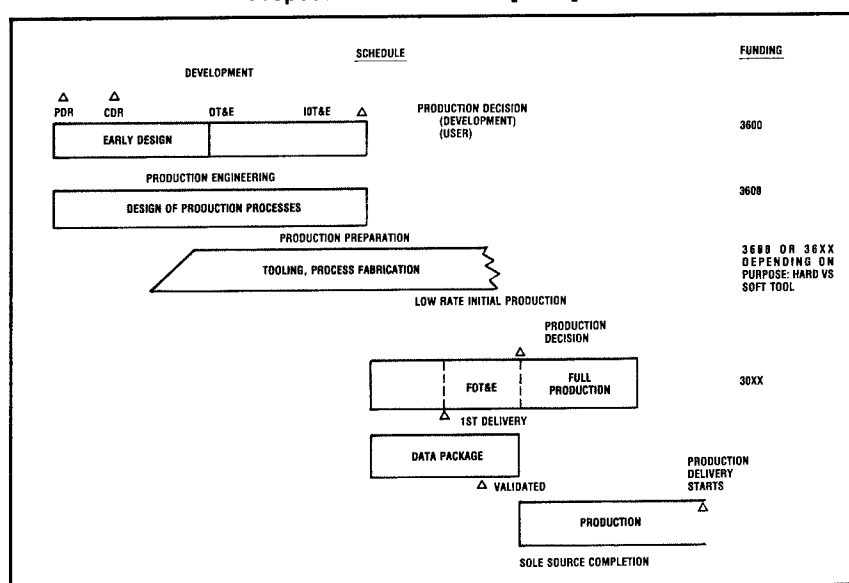 SCHEDULE
FUNDING
DEVELOPMENT
PDR
CDR
DT&E
IOT&E
PRODUCTION DECISION
(DEVELOPMENT)
(USER)
3600
EARLY DESIGN
PRODUCTION ENGINEERING
3600
DESIGN OF PRODUCTION PROCESSES
PRODUCTION PREPARATION
3600 OR 36XX
DEPENDING ON
PURPOSE: HARD VS
SOFT TOOL
TOOLING, PROCESS FABRICATION
LOW RATE INITIAL PRODUCTION
PRODUCTION
DECISION
FOT&E
FULL
PRODUCTION
30XX
1ST DELIVERY
DATA PACKAGE
PRODUCTION
DELIVERY
STARTS
VALIDATED
PRODUCTION
SOLE SOURCE COMPLETION